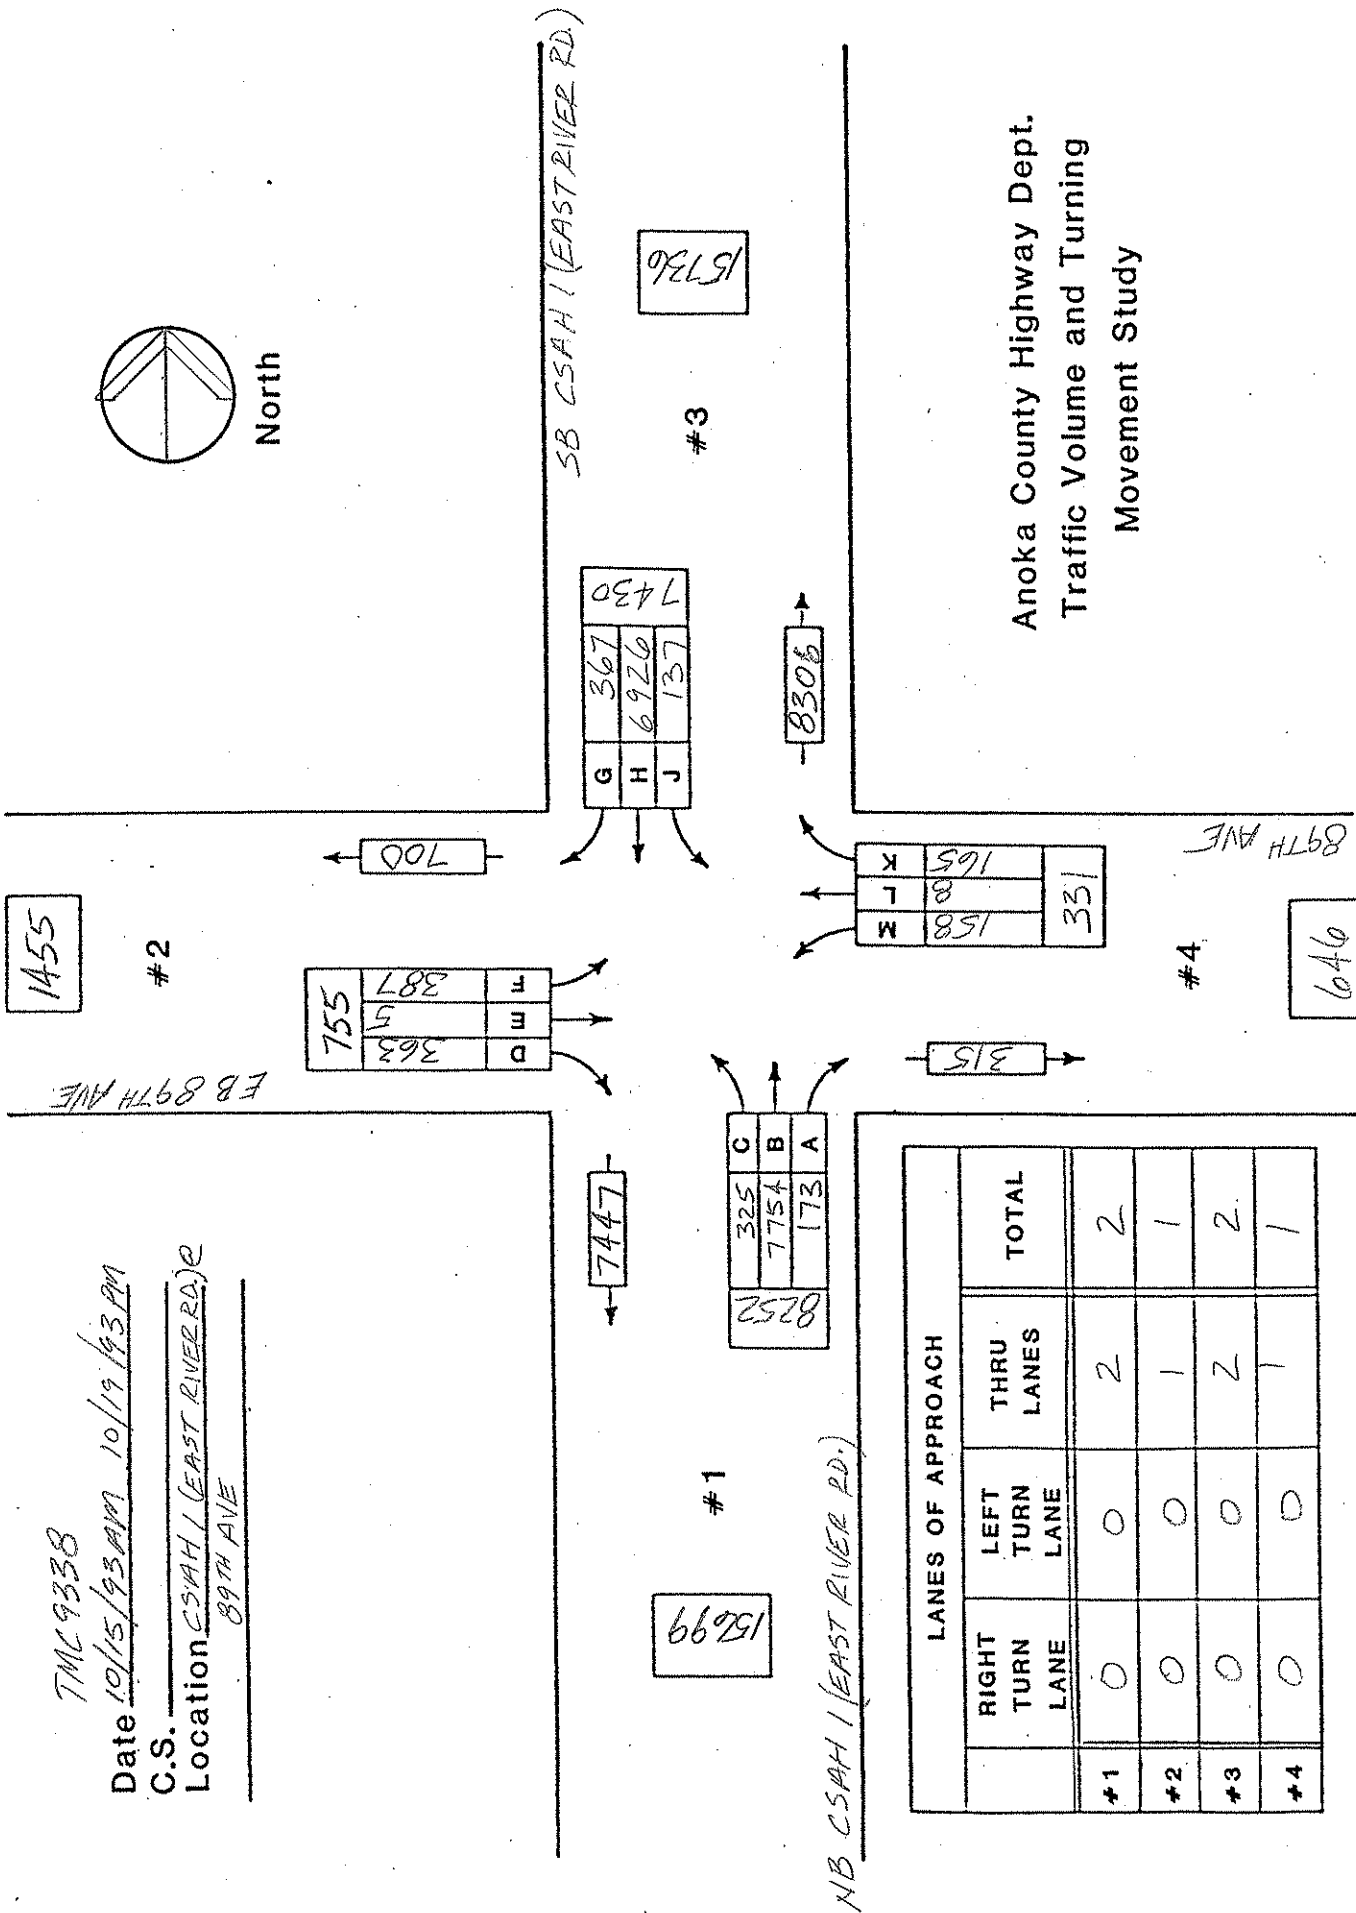 TMC9338
Date 10/15/93 AM 10/19/93 PM
C.S.
Location CSAH 1 (EAST RIVER RD.) @
89TH AVE
North
1455
#2
EB 89TH AVE
755
363 5 387
D E F
700
SB CSAH 1 (EAST RIVER RD.)
G 367
H 6926
J 137
7430
#3
15736
7447
8306
NB CSAH 1 (EAST RIVER RD.)
#1
15699
8252
325 C
7754 B
173 A
M L K
158 8 165
331
315
#4
89TH AVE
646
LANES OF APPROACH
RIGHT TURN LANE LEFT TURN LANE THRU LANES TOTAL
#1 0 0 2 2
#2 0 0 1 1
#3 0 0 2 2
#4 0 0 1 1
Anoka County Highway Dept.
Traffic Volume and Turning
Movement Study